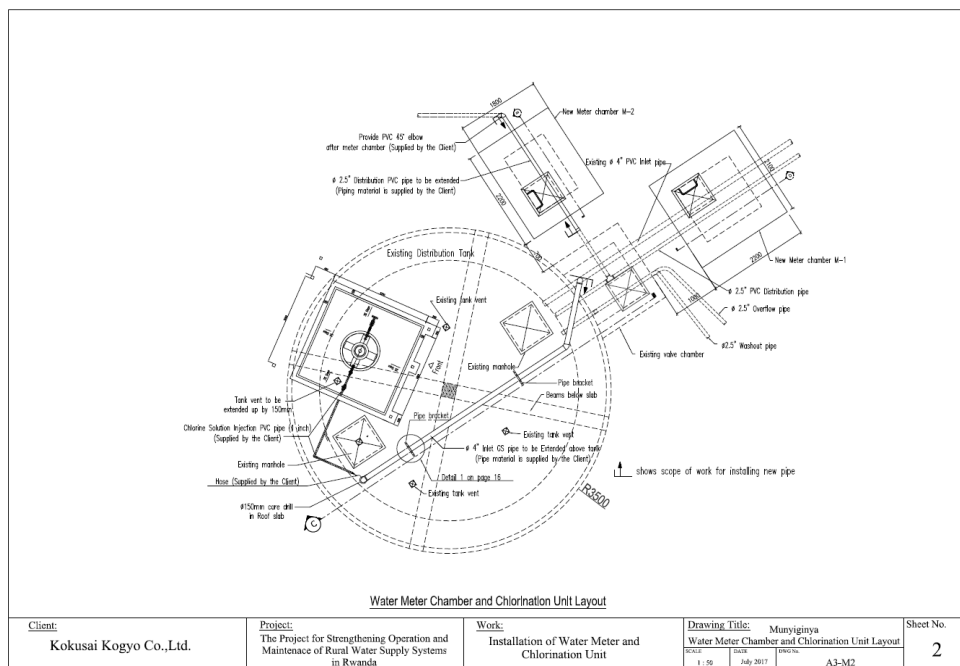 1800
New Meter chamber M-2
Provide PVC 45° elbow
after meter chamber (Supplied by the Client)
Existing ø 4" PVC Inlet pipe
ø 2.5" Distribution PVC pipe to be extended
(Piping material is supplied by the Client)
2200
Existing Distribution Tank
2200
New Meter chamber M-1
ø 2.5" PVC Distribution pipe
1000
ø 2.5" Overflow pipe
Existing tank vent
ø2.5" Washout pipe
Existing valve chamber
Front
Existing manhole
Pipe bracket
Tank vent to be
extended up by 150mm
Beams below slab
Pipe bracket
Chlorine Solution Injection PVC pipe (1 inch)
(Supplied by the Client)
Existing tank vent
ø 4" Inlet GS pipe to be Extended above tank
(Pipe material is supplied by the Client)
Existing manhole
shows scope of work for installing new pipe
Hose (Supplied by the Client)
Detail 1 on page 16
Existing tank vent
R3500
ø150mm core drill
in Roof slab
C
Water Meter Chamber and Chlorination Unit Layout
Client:
Kokusai Kogyo Co.,Ltd.
Project:
The Project for Strengthening Operation and
Maintenace of Rural Water Supply Systems
in Rwanda
Work:
Installation of Water Meter and
Chlorination Unit
Drawing Title:
Munyiginya
Water Meter Chamber and Chlorination Unit Layout
SCALE
1 : 50
DATE
July 2017
DWG No.
A3-M2
Sheet No.
2